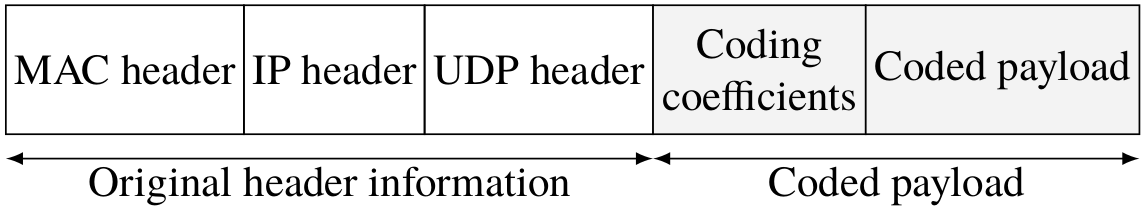 MAC header IP header UDP header Coding coefficients Coded payload
Original header information Coded payload